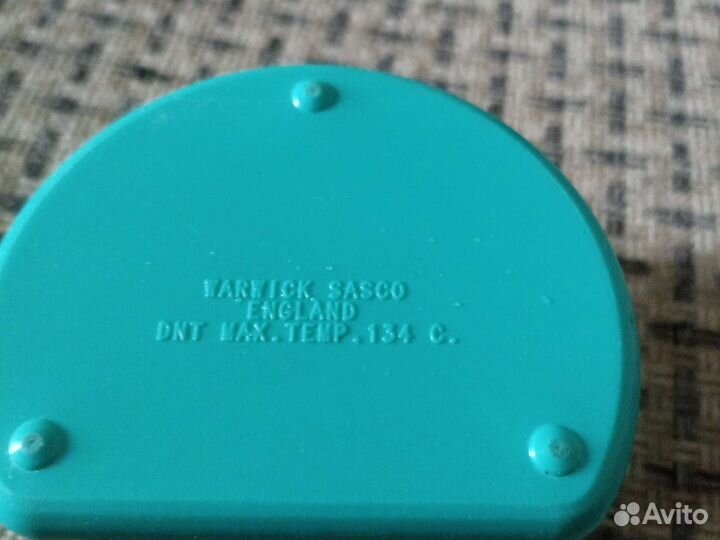 WARWICK SASCO
ENGLAND
DNT MAX.TEMP.134 C.
Avito